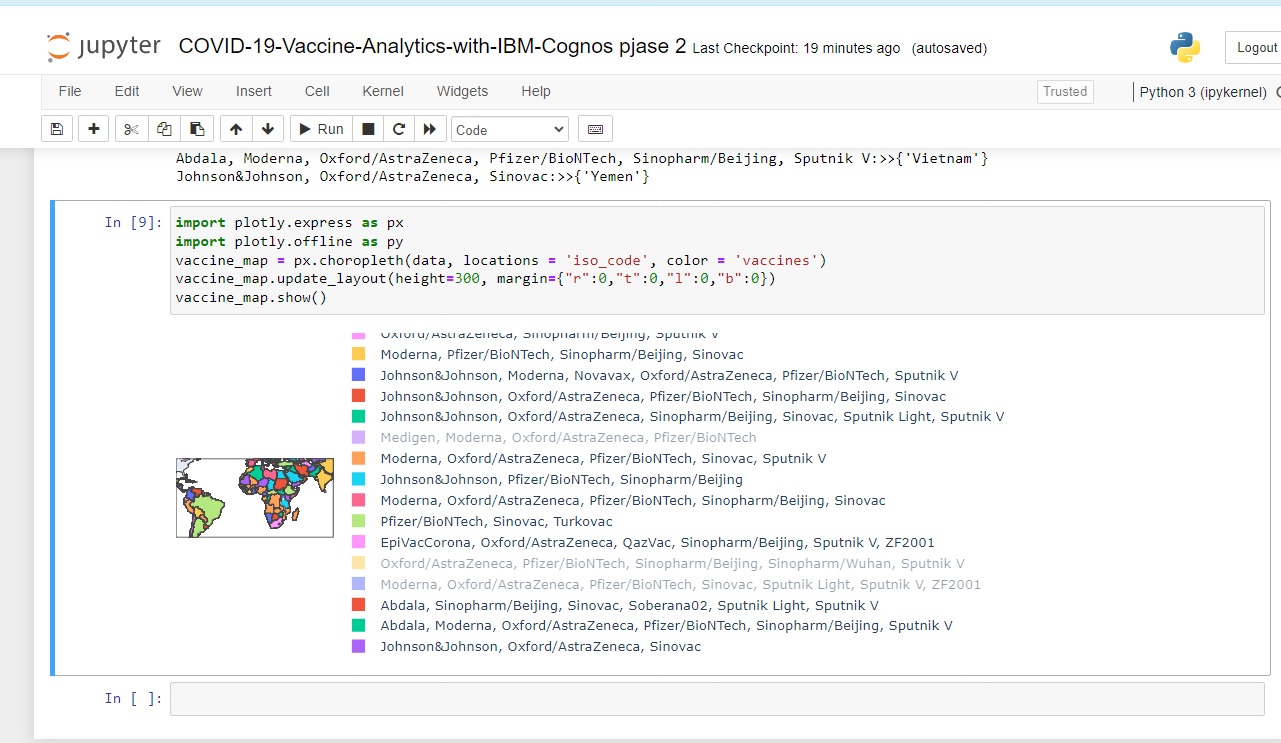 jupyter COVID-19-Vaccine-Analytics-with-IBM-Cognos pjase 2 Last Checkpoint: 19 minutes ago (autosaved)
Logout
File Edit View Insert Cell Kernel Widgets Help
Trusted
Python 3 (ipykernel)
Run
Code
Abdala, Moderna, Oxford/AstraZeneca, Pfizer/BioNTech, Sinopharm/Beijing, Sputnik V:>>{'Vietnam'}
Johnson&Johnson, Oxford/AstraZeneca, Sinovac:>>{'Yemen'}
In [9]:
import plotly.express as px
import plotly.offline as py
vaccine_map = px.choropleth(data, locations = 'iso_code', color = 'vaccines')
vaccine_map.update_layout(height=300, margin={"r":0,"t":0,"l":0,"b":0})
vaccine_map.show()
Oxford/AstraZeneca, Sinopharm/Beijing, Sputnik V
Moderna, Pfizer/BioNTech, Sinopharm/Beijing, Sinovac
Johnson&Johnson, Moderna, Novavax, Oxford/AstraZeneca, Pfizer/BioNTech, Sputnik V
Johnson&Johnson, Oxford/AstraZeneca, Pfizer/BioNTech, Sinopharm/Beijing, Sinovac
Johnson&Johnson, Oxford/AstraZeneca, Sinopharm/Beijing, Sinovac, Sputnik Light, Sputnik V
Medigen, Moderna, Oxford/AstraZeneca, Pfizer/BioNTech
Moderna, Oxford/AstraZeneca, Pfizer/BioNTech, Sinovac, Sputnik V
Johnson&Johnson, Pfizer/BioNTech, Sinopharm/Beijing
Moderna, Oxford/AstraZeneca, Pfizer/BioNTech, Sinopharm/Beijing, Sinovac
Pfizer/BioNTech, Sinovac, Turkovac
EpiVacCorona, Oxford/AstraZeneca, QazVac, Sinopharm/Beijing, Sputnik V, ZF2001
Oxford/AstraZeneca, Pfizer/BioNTech, Sinopharm/Beijing, Sinopharm/Wuhan, Sputnik V
Moderna, Oxford/AstraZeneca, Pfizer/BioNTech, Sinovac, Sputnik Light, Sputnik V, ZF2001
Abdala, Sinopharm/Beijing, Sinovac, Soberana02, Sputnik Light, Sputnik V
Abdala, Moderna, Oxford/AstraZeneca, Pfizer/BioNTech, Sinopharm/Beijing, Sputnik V
Johnson&Johnson, Oxford/AstraZeneca, Sinovac
In [ ]: